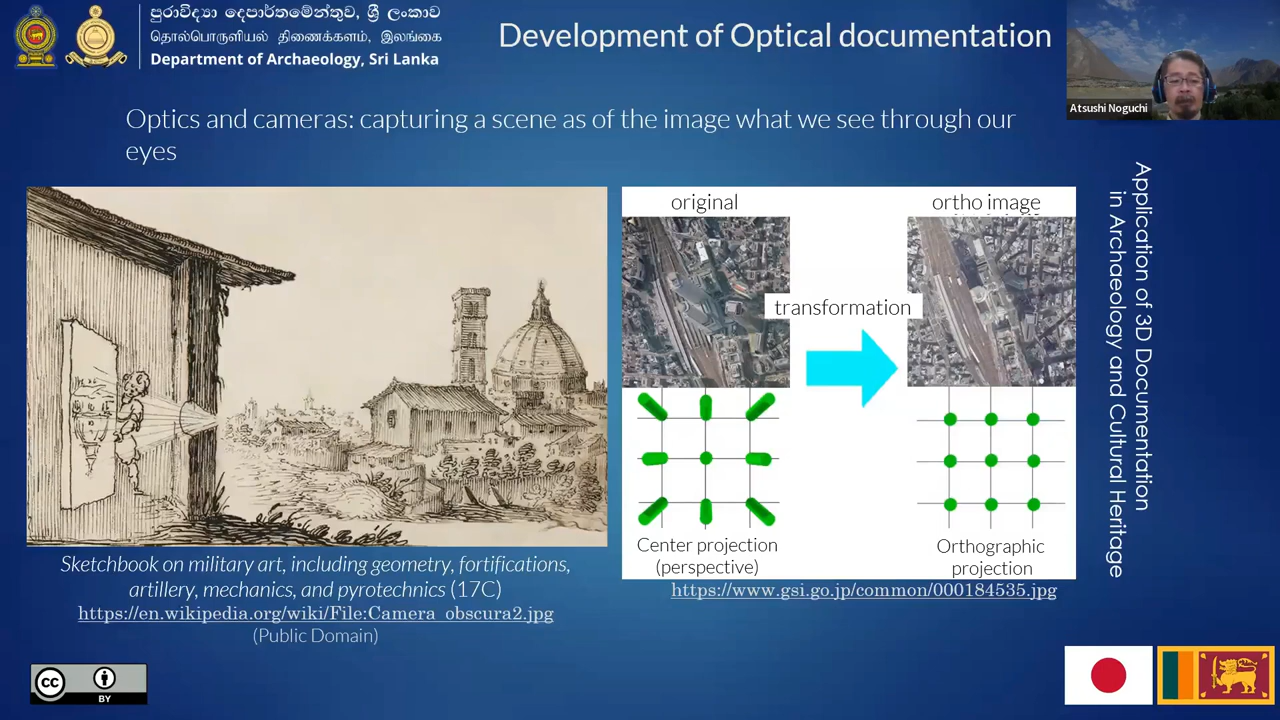 පුරාවිද්‍යා දෙපාර්තමේන්තුව, ශ්‍රී ලංකාව
தொல்பொருளியல் திணைக்களம், இலங்கை
Department of Archaeology, Sri Lanka
Development of Optical documentation
Atsushi Noguchi
Optics and cameras: capturing a scene as of the image what we see through our
eyes
original
ortho image
transformation
Center projection
(perspective)
Orthographic
projection
https://www.gsi.go.jp/common/000184535.jpg
Sketchbook on military art, including geometry, fortifications,
artillery, mechanics, and pyrotechnics (17C)
https://en.wikipedia.org/wiki/File:Camera_obscura2.jpg
(Public Domain)
Application of 3D Documentation
in Archaeology and Cultural Heritage
cc
BY